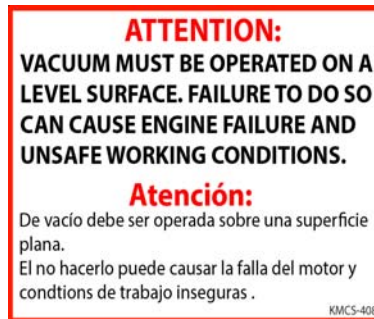 ATTENTION:
VACUUM MUST BE OPERATED ON A
LEVEL SURFACE. FAILURE TO DO SO
CAN CAUSE ENGINE FAILURE AND
UNSAFE WORKING CONDITIONS.
Atención:
De vacío debe ser operada sobre una superficie
plana.
El no hacerlo puede causar la falla del motor y
condtions de trabajo inseguras .
KMCS-408